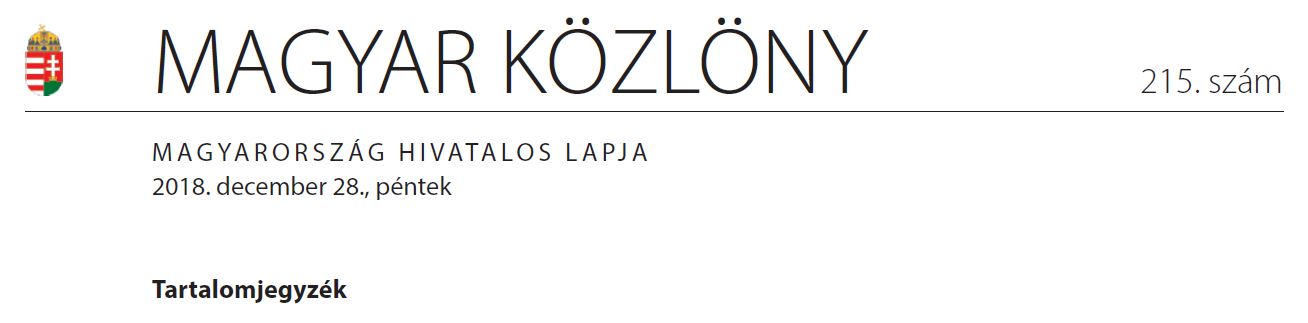 MAGYAR KÖZLÖNY
215. szám
MAGYARORSZÁG HIVATALOS LAPJA
2018. december 28., péntek
Tartalomjegyzék